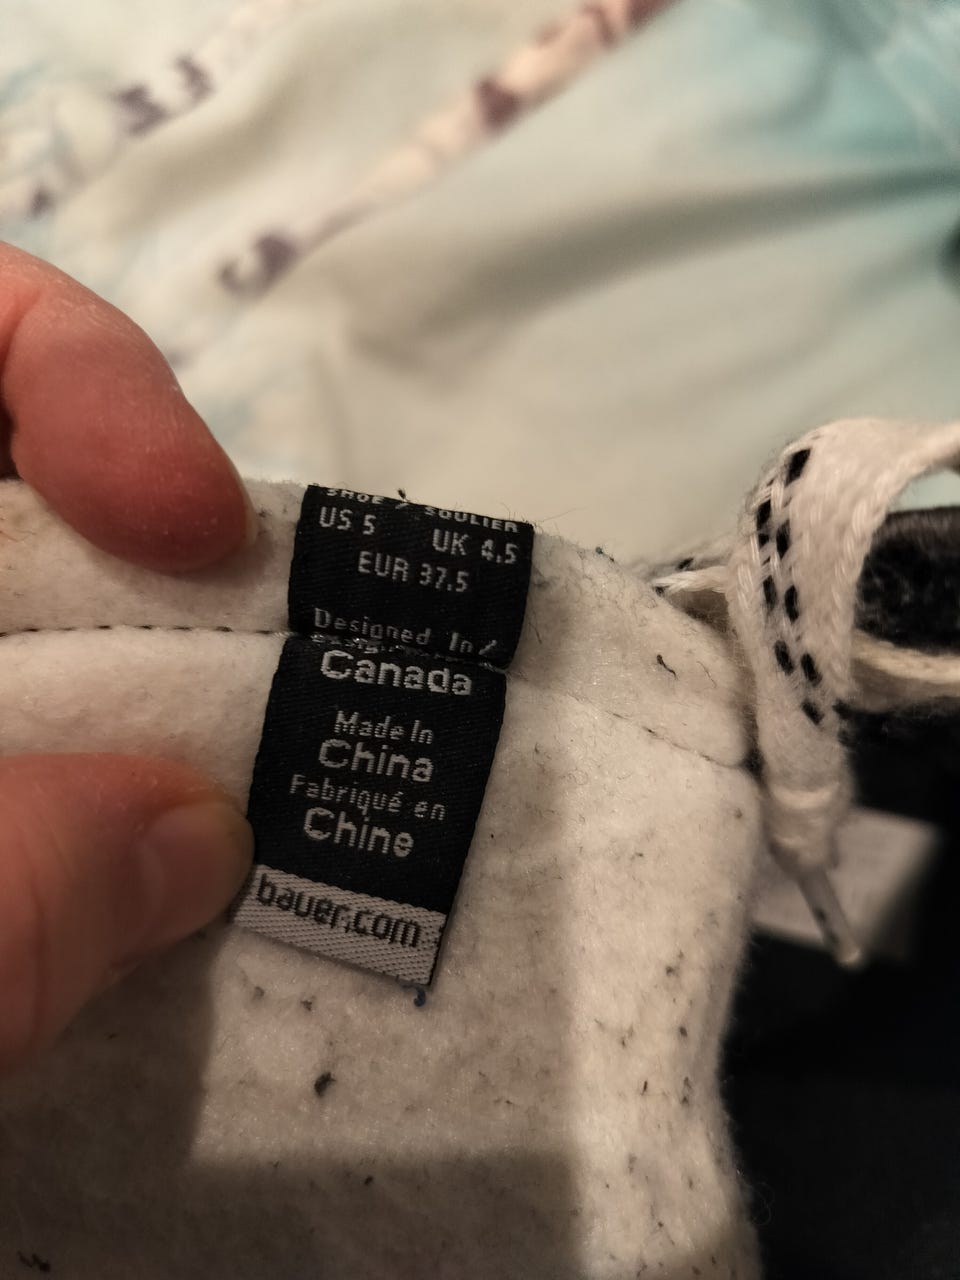 SHOE / SOULIER
US 5
UK 4.5
EUR 37.5
Designed In/
Canada
Made In
China
Fabriqué en
Chine
bauer.com